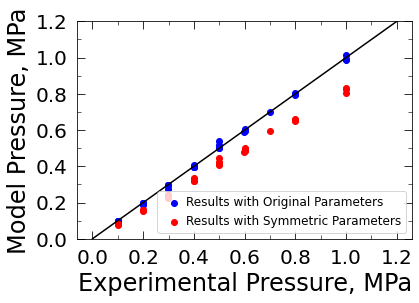 1.2
1.0
0.8
0.6
0.4
0.2
0.0
Model Pressure, MPa
Results with Original Parameters
Results with Symmetric Parameters
0.0 0.2 0.4 0.6 0.8 1.0 1.2
Experimental Pressure, MPa